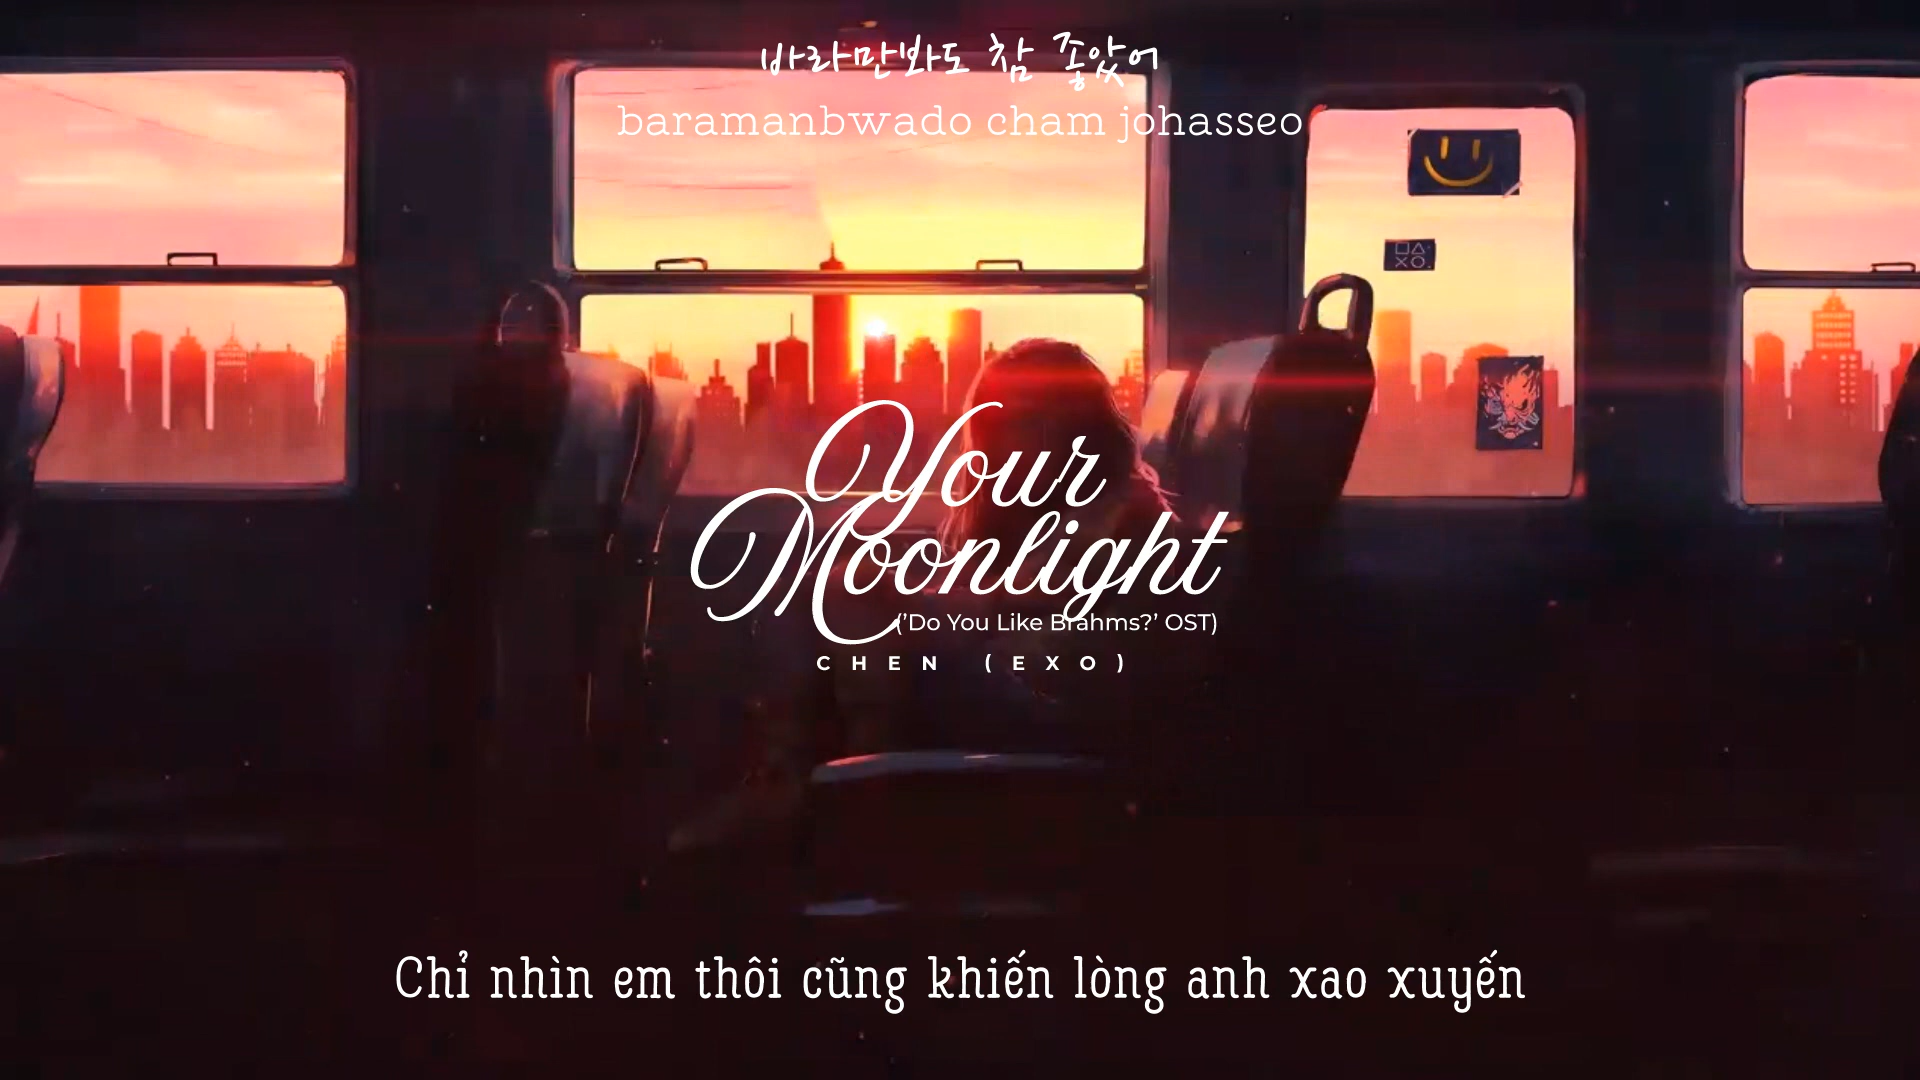 바라만봐도 참 좋았어
baramanbwado cham johasseo
Your
Moonlight
('Do You Like Brahms?' OST)
CHEN (EXO)
Chỉ nhìn em thôi cũng khiến lòng anh xao xuyến